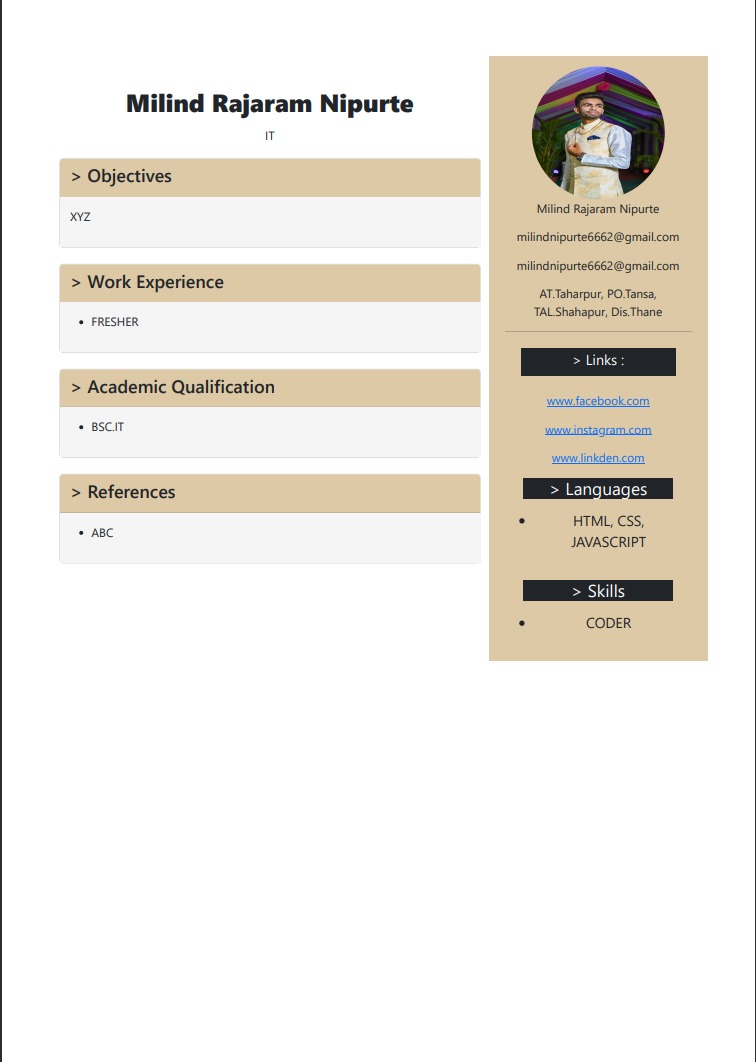 Milind Rajaram Nipurte
IT
> Objectives
XYZ
> Work Experience
• FRESHER
> Academic Qualification
• BSC.IT
> References
• ABC
Milind Rajaram Nipurte
milindnipurte6662@gmail.com
milindnipurte6662@gmail.com
AT.Taharpur, PO.Tansa,
TAL.Shahapur, Dis.Thane
> Links :
www.facebook.com
www.instagram.com
www.linkden.com
> Languages
• HTML, CSS,
JAVASCRIPT
> Skills
• CODER